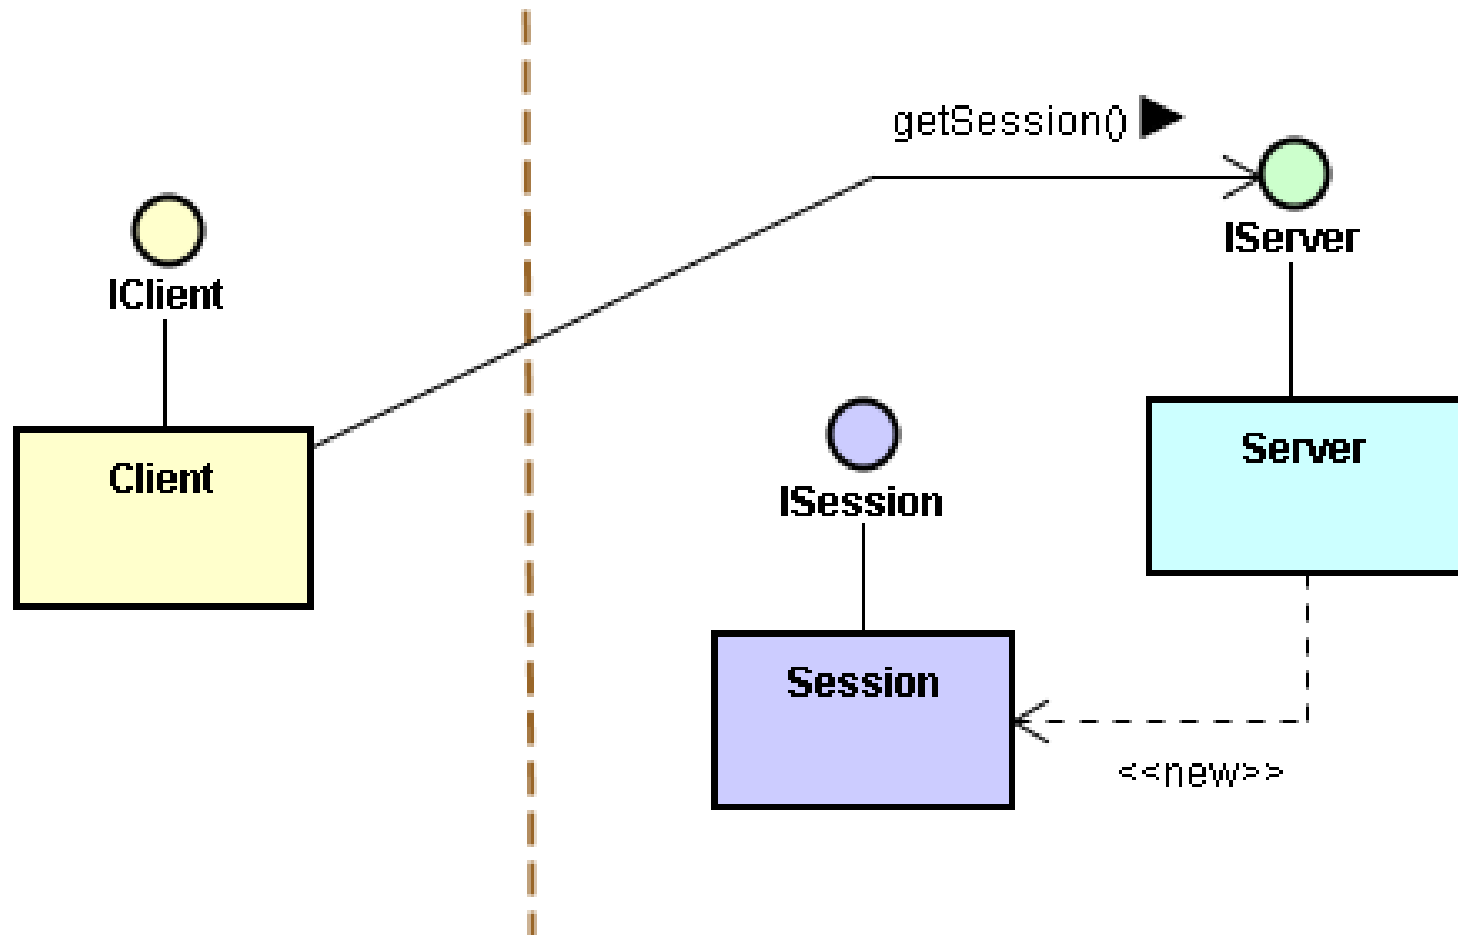 getSession()
IServer
IClient
Server
Client
ISession
Session
<<new>>